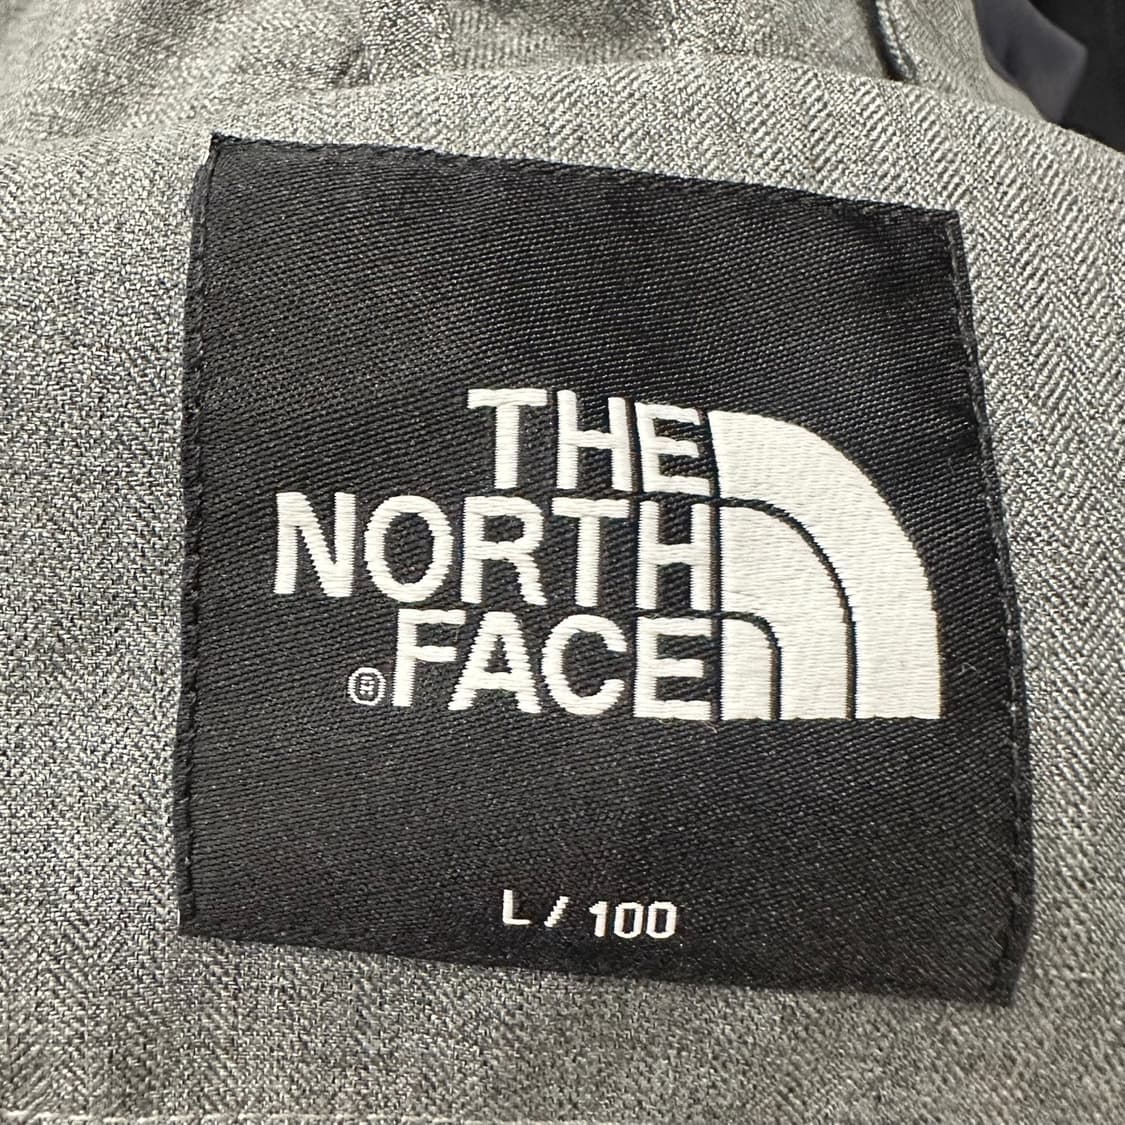 THE
NORTH
®FACE
L / 100